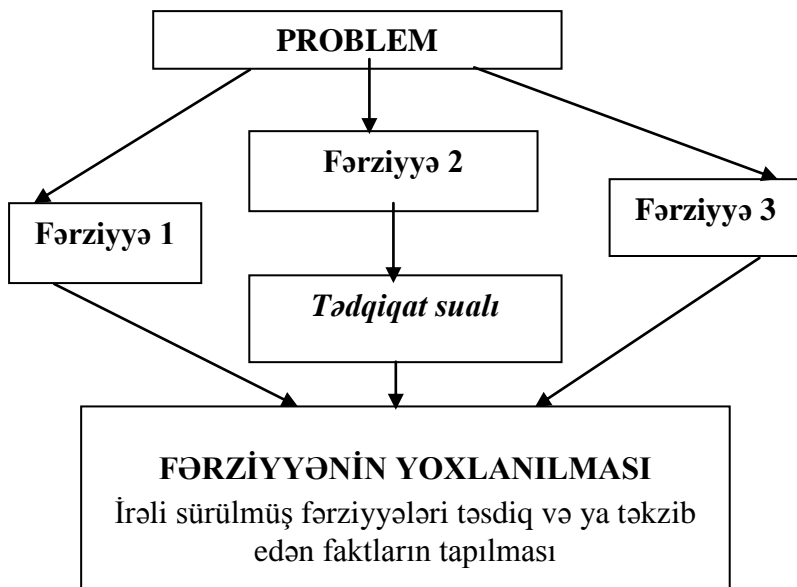 PROBLEM
Fərziyyə 2
Fərziyyə 1
Fərziyyə 3
Tədqiqat sualı
FƏRZİYYƏNİN YOXLANILMASI
İrəli sürülmüş fərziyyələri təsdiq və ya təkzib
edən faktların tapılması